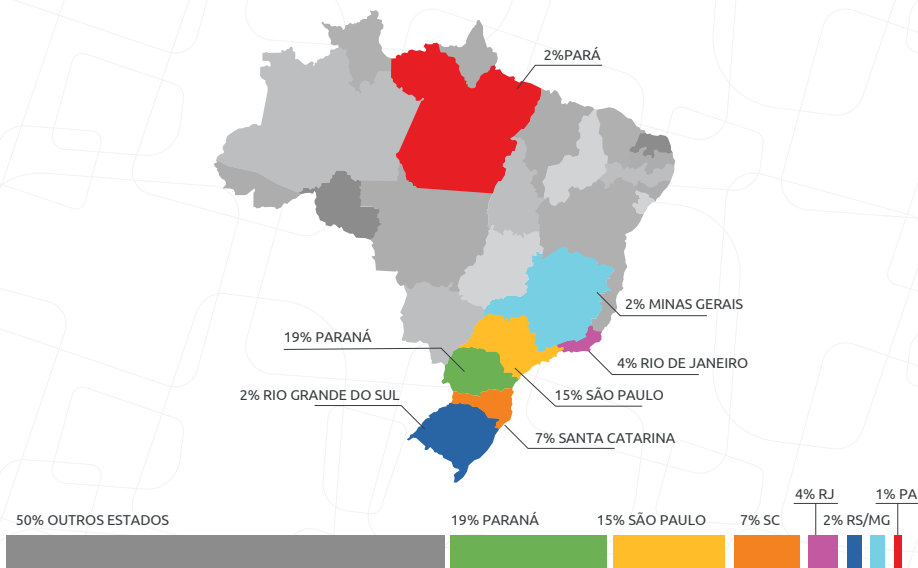 2%PARÁ
2% MINAS GERAIS
19% PARANÁ
4% RIO DE JANEIRO
2% RIO GRANDE DO SUL
15% SÃO PAULO
7% SANTA CATARINA
4% RJ
1% PA
50% OUTROS ESTADOS
19% PARANÁ
15% SÃO PAULO
7% SC
2% RS/MG